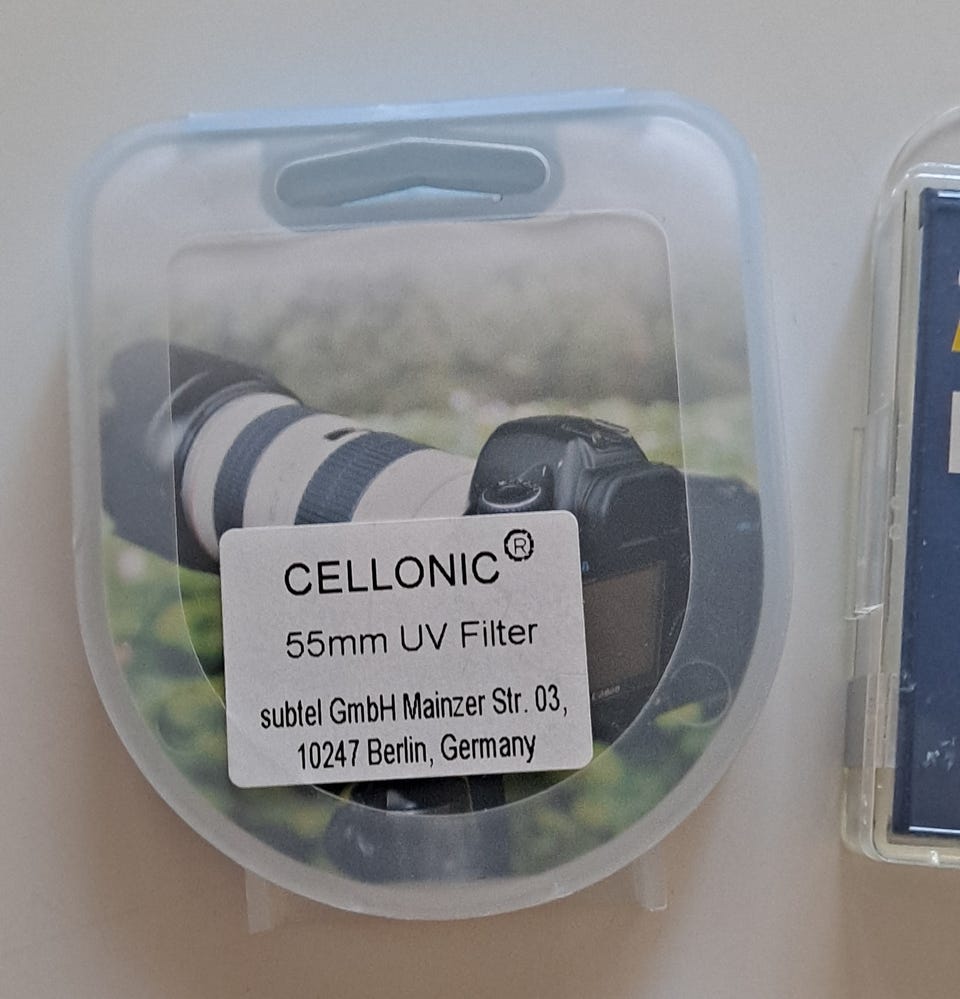 CELLONIC®
55mm UV Filter
subtel GmbH Mainzer Str. 03,
10247 Berlin, Germany